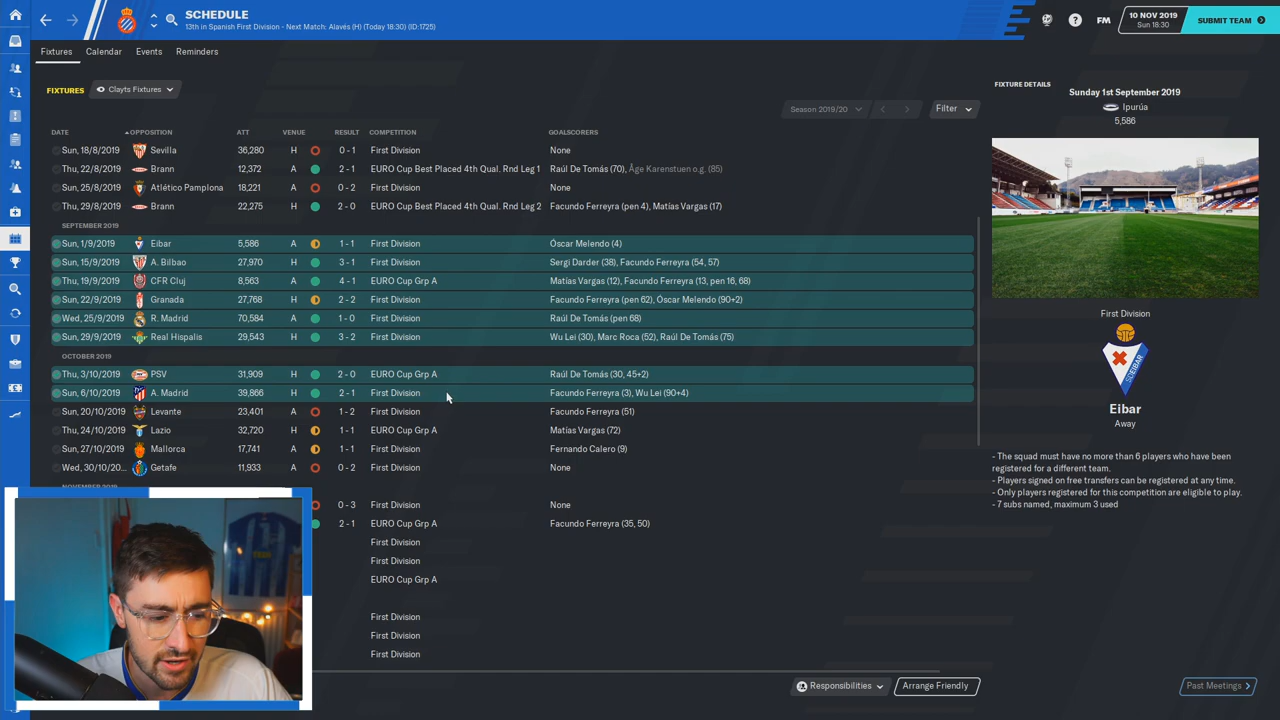 SCHEDULE
13th in Spanish First Division - Next Match: Alavés (H) (Today 18:30) (ID:1725)
FM
10 NOV 2019
Sun 18:30
SUBMIT TEAM
Fixtures Calendar Events Reminders
FIXTURES Clayts Fixtures
Season 2019/20 Filter
DATE OPPOSITION ATT VENUE RESULT COMPETITION GOALSCORERS
Sun, 18/8/2019 Sevilla 36,280 H 0 - 1 First Division None
Thu, 22/8/2019 Brann 12,372 A 2 - 1 EURO Cup Best Placed 4th Qual. Rnd Leg 1 Raúl De Tomás (70), Åge Karenstuen o.g. (85)
Sun, 25/8/2019 Atlético Pamplona 18,221 A 0 - 2 First Division None
Thu, 29/8/2019 Brann 22,275 H 2 - 0 EURO Cup Best Placed 4th Qual. Rnd Leg 2 Facundo Ferreyra (pen 4), Matías Vargas (17)
SEPTEMBER 2019
Sun, 1/9/2019 Eibar 5,586 A 1 - 1 First Division Óscar Melendo (4)
Sun, 15/9/2019 A. Bilbao 27,970 H 3 - 1 First Division Sergi Darder (38), Facundo Ferreyra (54, 57)
Thu, 19/9/2019 CFR Cluj 8,563 A 4 - 1 EURO Cup Grp A Matías Vargas (12), Facundo Ferreyra (13, pen 16, 68)
Sun, 22/9/2019 Granada 27,768 H 2 - 2 First Division Facundo Ferreyra (pen 62), Óscar Melendo (90+2)
Wed, 25/9/2019 R. Madrid 70,584 A 1 - 0 First Division Raúl De Tomás (pen 68)
Sun, 29/9/2019 Real Hispalis 29,543 H 3 - 2 First Division Wu Lei (30), Marc Roca (52), Raúl De Tomás (75)
OCTOBER 2019
Thu, 3/10/2019 PSV 31,909 H 2 - 0 EURO Cup Grp A Raúl De Tomás (30, 45+2)
Sun, 6/10/2019 A. Madrid 39,866 H 2 - 1 First Division Facundo Ferreyra (3), Wu Lei (90+4)
Sun, 20/10/2019 Levante 23,401 A 1 - 2 First Division Facundo Ferreyra (51)
Thu, 24/10/2019 Lazio 32,720 H 1 - 1 EURO Cup Grp A Matías Vargas (72)
Sun, 27/10/2019 Mallorca 17,741 A 1 - 1 First Division Fernando Calero (9)
Wed, 30/10/20... Getafe 11,933 A 0 - 2 First Division None
0 - 3 First Division None
2 - 1 EURO Cup Grp A Facundo Ferreyra (35, 50)
First Division
First Division
EURO Cup Grp A
First Division
First Division
First Division
Responsibilities Arrange Friendly
FIXTURE DETAILS
Sunday 1st September 2019
Ipurúa
5,586
First Division
Eibar
Away
- The squad must have no more than 6 players who have been
registered for a different team.
- Players signed on free transfers can be registered at any time.
- Only players registered for this competition are eligible to play.
- 7 subs named, maximum 3 used
Past Meetings